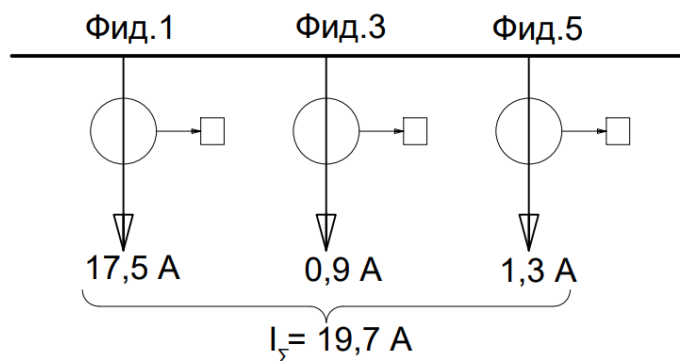 Фид.1 Фид.3 Фид.5
17,5 А 0,9 А 1,3 А
I∑= 19,7 А